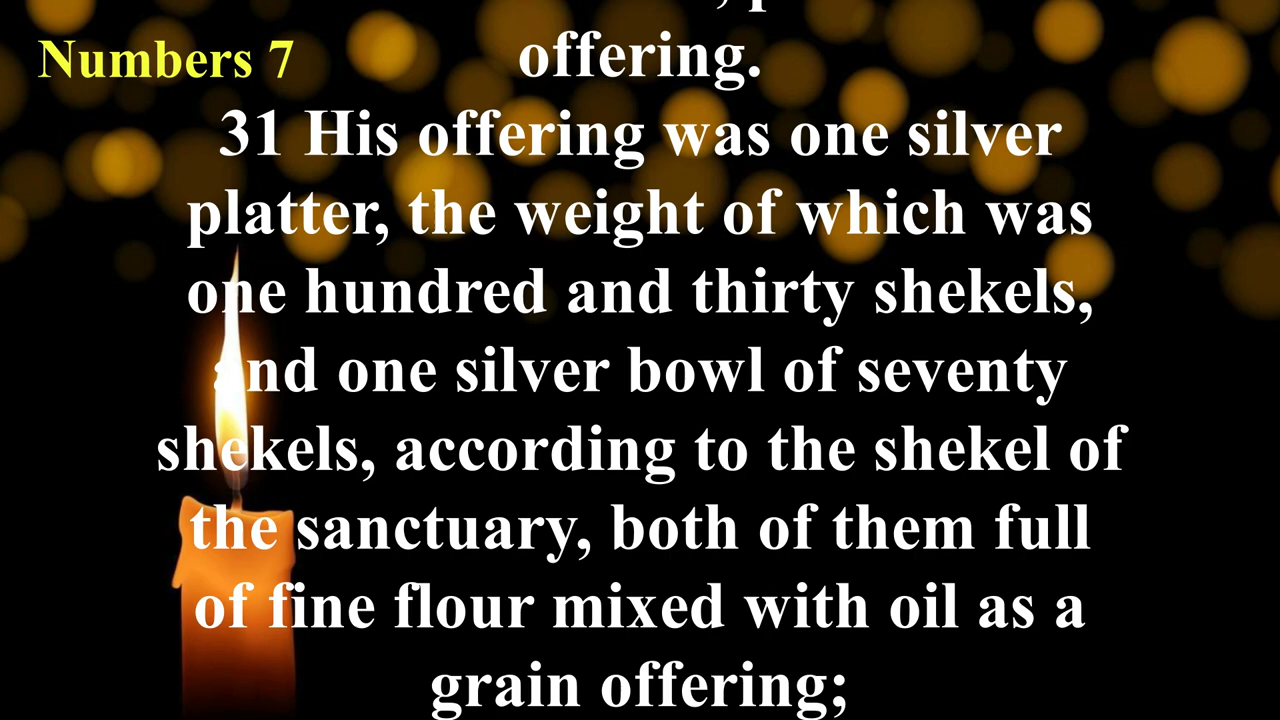 Numbers 7
offering.
31 His offering was one silver
platter, the weight of which was
one hundred and thirty shekels,
and one silver bowl of seventy
shekels, according to the shekel of
the sanctuary, both of them full
of fine flour mixed with oil as a
grain offering;